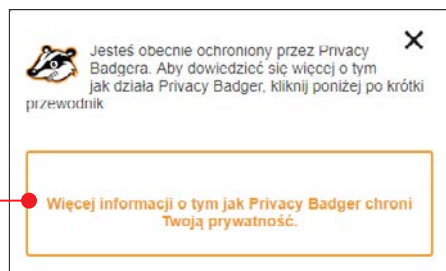 Jesteś obecnie ochroniony przez Privacy
Badgera. Aby dowiedzieć się więcej o tym
jak działa Privacy Badger, kliknij poniżej po krótki
przewodnik
Więcej informacji o tym jak Privacy Badger chroni
Twoją prywatność.